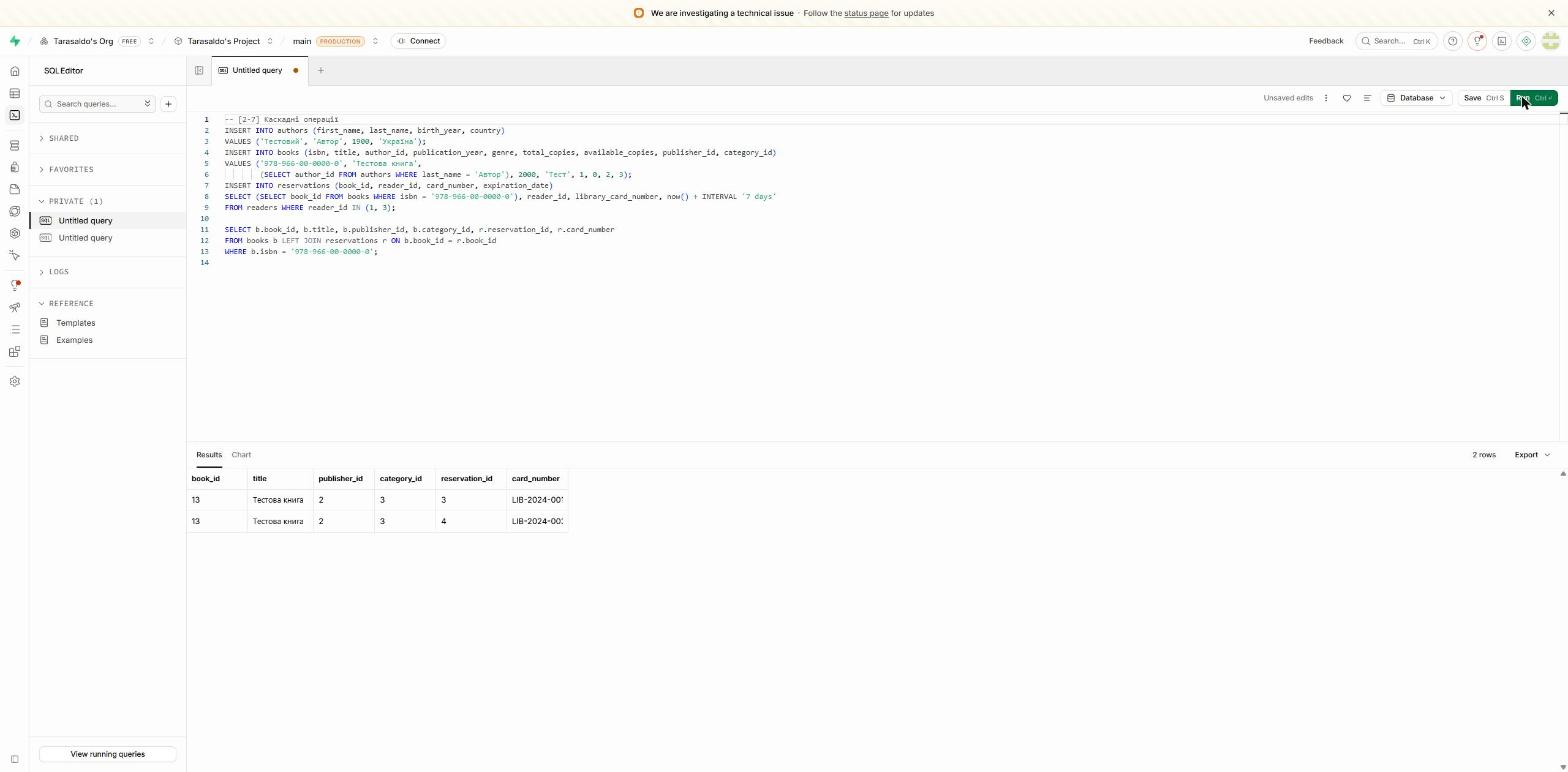 We are investigating a technical issue · Follow the status page for updates
Tarasaldo's Org FREE / Tarasaldo's Project / main PRODUCTION Connect
Feedback Search... Ctrl K
SQL Editor
Untitled query
Search queries...
Unsaved edits Database Save Ctrl S Run Ctrl
SHARED
FAVORITES
PRIVATE (1)
SQL Untitled query
SQL Untitled query
LOGS
REFERENCE
Templates
Examples
View running queries
1 -- [2-7] Каскадні операції
2 INSERT INTO authors (first_name, last_name, birth_year, country)
3 VALUES ('Тестовий', 'Автор', 1900, 'Україна');
4 INSERT INTO books (isbn, title, author_id, publication_year, genre, total_copies, available_copies, publisher_id, category_id)
5 VALUES ('978-966-00-0000-0', 'Тестова книга',
6 (SELECT author_id FROM authors WHERE last_name = 'Автор'), 2000, 'Тест', 1, 0, 2, 3);
7 INSERT INTO reservations (book_id, reader_id, card_number, expiration_date)
8 SELECT (SELECT book_id FROM books WHERE isbn = '978-966-00-0000-0'), reader_id, library_card_number, now() + INTERVAL '7 days'
9 FROM readers WHERE reader_id IN (1, 3);
10
11 SELECT b.book_id, b.title, b.publisher_id, b.category_id, r.reservation_id, r.card_number
12 FROM books b LEFT JOIN reservations r ON b.book_id = r.book_id
13 WHERE b.isbn = '978-966-00-0000-0';
14
Results Chart 2 rows Export
book_id title publisher_id category_id reservation_id card_number
13 Тестова книга 2 3 3 LIB-2024-001
13 Тестова книга 2 3 4 LIB-2024-003